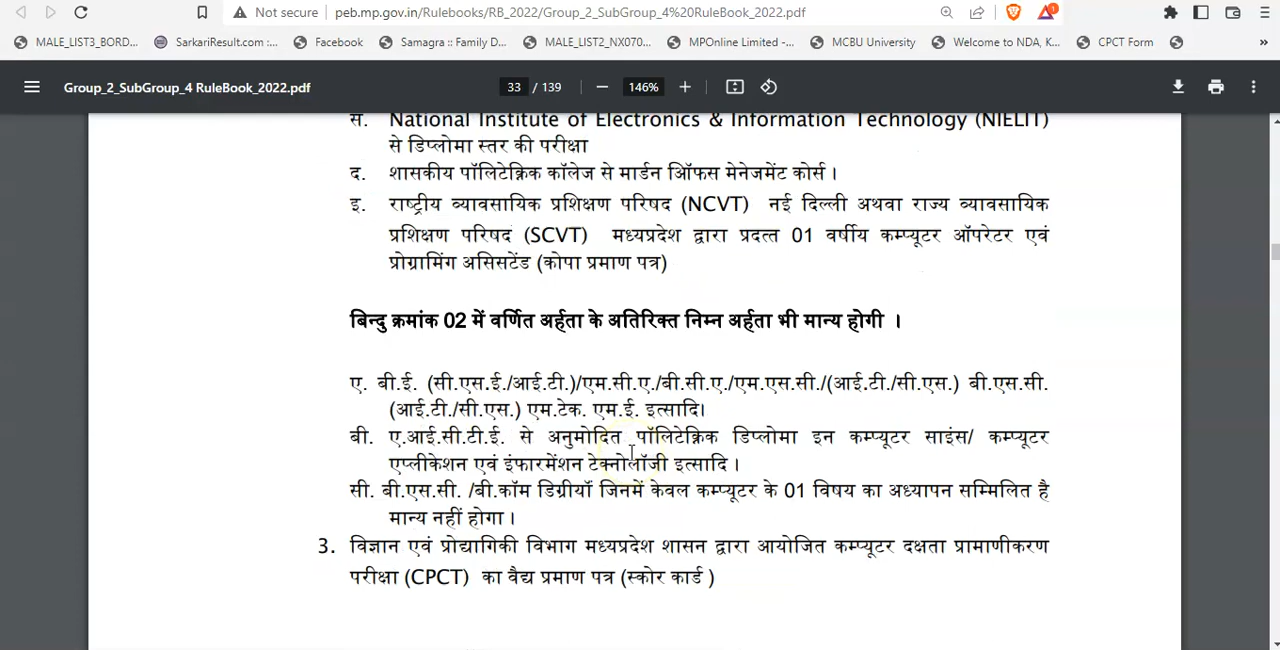 Not secure | peb.mp.gov.in/Rulebooks/RB_2022/Group_2_SubGroup_4%20RuleBook_2022.pdf 1
MALE_LIST3_BORD... SarkariResult.com :... Facebook Samagra :: Family D... MALE_LIST2_NX070... MPOnline Limited -... MCBU University Welcome to NDA, K... CPCT Form »
Group_2_SubGroup_4 RuleBook_2022.pdf 33 / 139 − 146% +
स. National Institute of Electronics & Information Technology (NIELIT)
से डिप्लोमा स्तर की परीक्षा
द. शासकीय पॉलिटेक्निक कॉलेज से मार्डन ऑिफस मेनेजमेंट कोर्स ।
इ. राष्ट्रीय व्यावसायिक प्रशिक्षण परिषद (NCVT) नई दिल्ली अथवा राज्य व्यावसायिक
प्रशिक्षण परिषद (SCVT) मध्यप्रदेश द्वारा प्रदत्त 01 वर्षीय कम्प्यूटर ऑपरेटर एवं
प्रोग्रामिंग असिसटेंड (कोपा प्रमाण पत्र)
बिन्दु क्रमांक 02 में वर्णित अर्हता के अतिरिक्त निम्न अर्हता भी मान्य होगी ।
ए. बी.ई. (सी.एस.ई./आई.टी.)/एम.सी.ए./बी.सी.ए./एम.एस.सी./(आई.टी./सी.एस.) बी.एस.सी.
(आई.टी./सी.एस.) एम.टेक. एम.ई. इत्सादि।
बी. ए.आई.सी.टी.ई. से अनुमोदित पॉलिटेक्निक डिप्लोमा इन कम्प्यूटर साइंस/ कम्प्यूटर
एप्लीकेशन एवं इंफारमेंशन टेक्नोलॉजी इत्सादि ।
सी. बी.एस.सी. /बी.कॉम डिग्रीयॉ जिनमें केवल कम्प्यूटर के 01 विषय का अध्यापन सम्मिलित है
मान्य नहीं होगा ।
3. विज्ञान एवं प्रोद्यागिकी विभाग मध्यप्रदेश शासन द्वारा आयोजित कम्प्यूटर दक्षता प्रामाणीकरण
परीक्षा (CPCT) का वैद्य प्रमाण पत्र (स्कोर कार्ड )